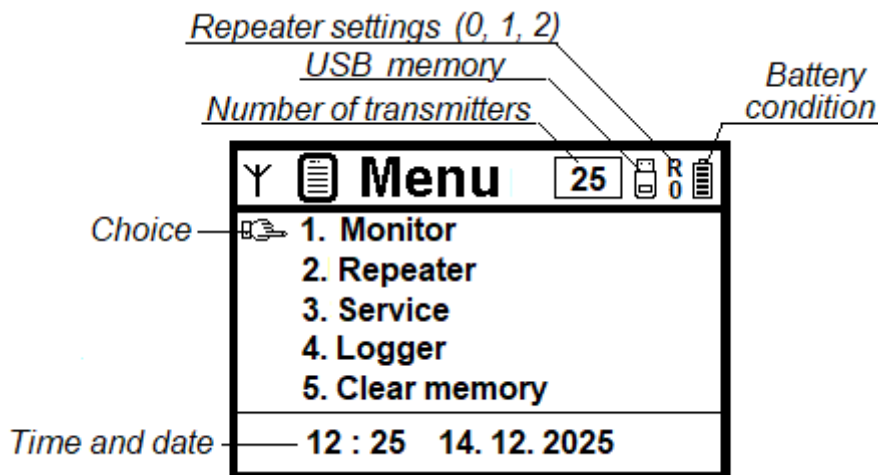 Repeater settings (0, 1, 2)
USB memory
Battery
condition
Number of transmitters
Menu 25 R
0
Choice
1. Monitor
2. Repeater
3. Service
4. Logger
5. Clear memory
Time and date
12 : 25 14. 12. 2025